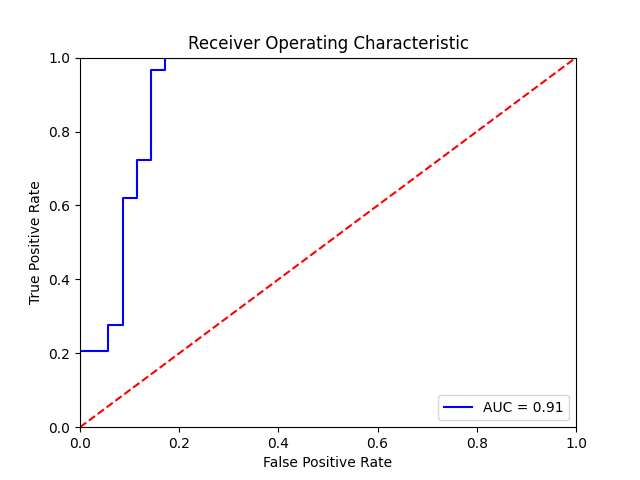 Receiver Operating Characteristic
1.0
0.8
0.6
0.4
0.2
0.0
True Positive Rate
AUC = 0.91
0.0 0.2 0.4 0.6 0.8 1.0
False Positive Rate